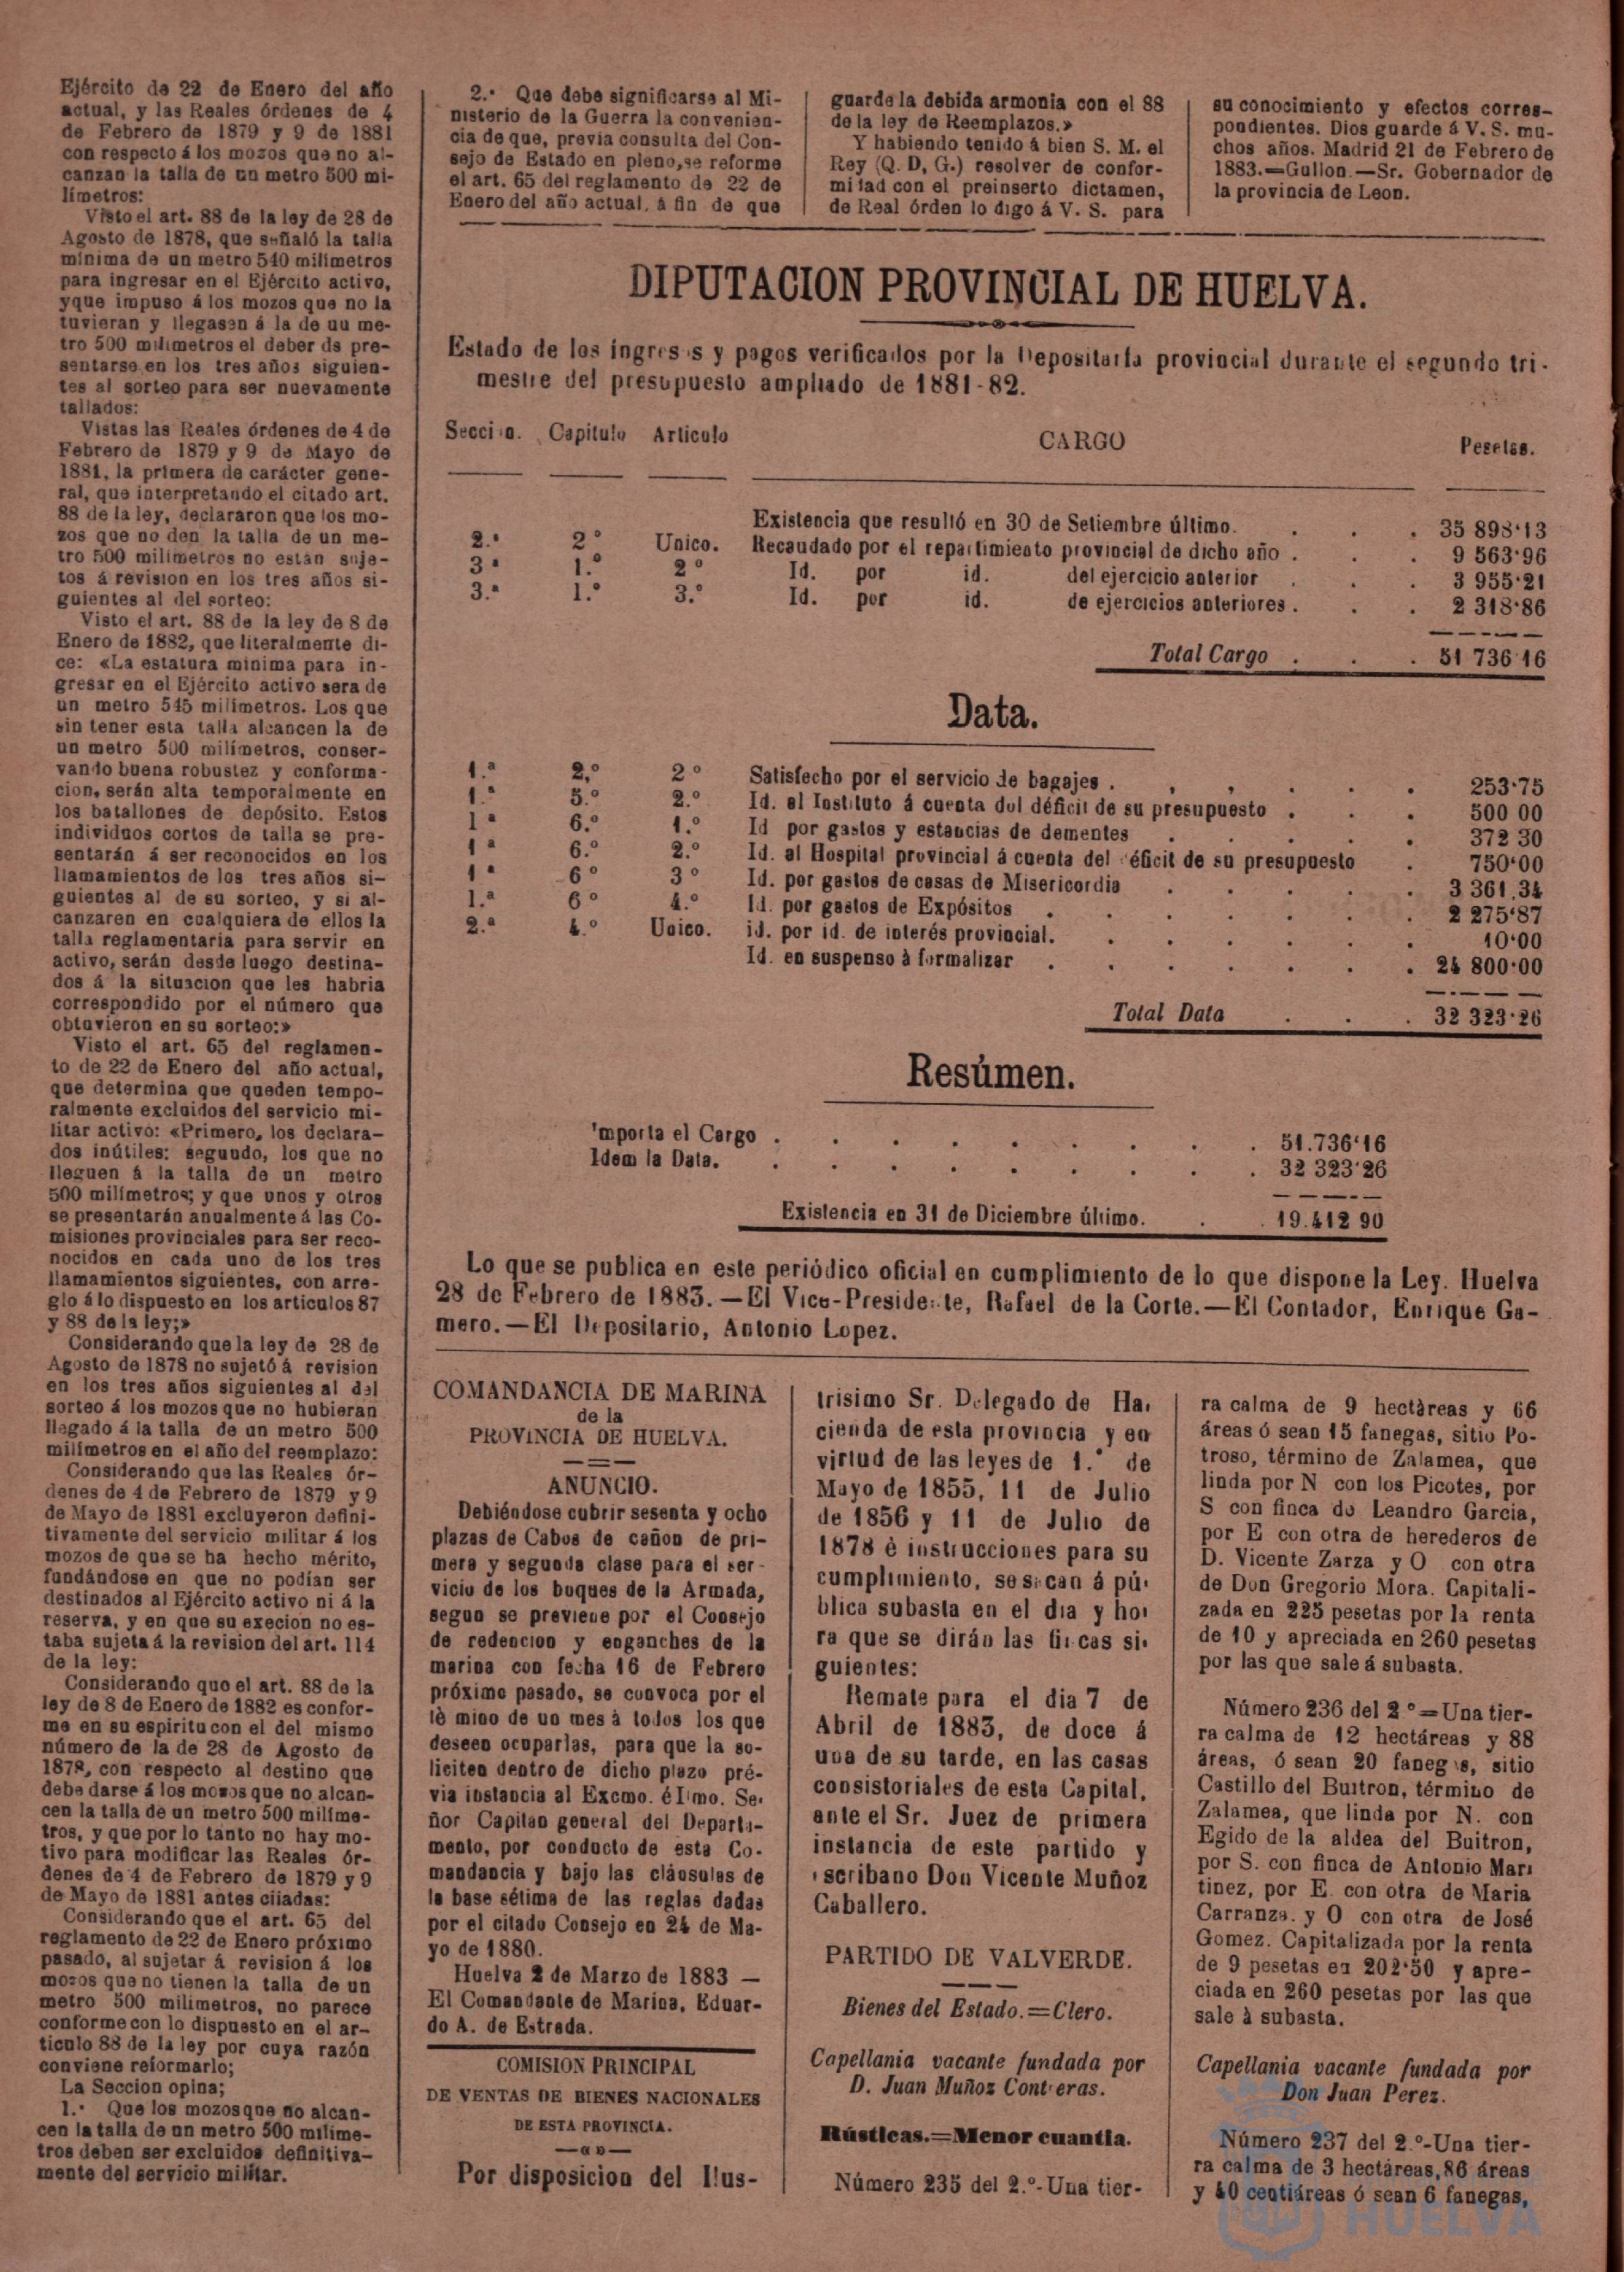 Ejército de 22 de Enero del año
actual, y las Reales órdenes de 4
de Febrero de 1879 y 9 de 1881
con respecto á los mozos que no al-
canzan la talla de un metro 500 mi-
límetros:
Visto el art. 88 de la ley de 28 de
Agosto de 1878, que señaló la talla
mínima de un metro 540 milímetros
para ingresar en el Ejército activo,
yque impuso á los mozos que no la
tuvieran y llegasen á la de uu me-
tro 500 milimetros el deber ds pre-
sentarse en los tres años siguien-
tes al sorteo para ser nuevamente
tallados:
Vistas las Reales órdenes de 4 de
Febrero de 1879 y 9 de Mayo de
1881, la primera de carácter gene-
ral, que interpretando el citado art.
88 de la ley, declararon que los mo-
zos que no den la talla de un me-
tro 500 milímetros no están suje-
tos á revision en los tres años si-
guientes al del sorteo:
Visto el art. 88 de la ley de 8 de
Enero de 1882, que literalmente di-
ce: «La estatura minima para in-
gresar en el Ejército activo sera de
un metro 545 milímetros. Los que
sin tener esta talla alcancen la de
un metro 500 milímetros, conser-
vando buena robustez y conforma-
cion, serán alta temporalmente en
los batallones de depósito. Estos
individuos cortos de talla se pre-
sentarán á ser reconocidos en los
llamamientos de los tres años si-
guientes al de su sorteo, y si al-
canzaren en cualquiera de ellos la
talla reglamentaria para servir en
activo, serán desde luego destina-
dos á la situacion que les habria
correspondido por el número que
obtuvieron en su sorteo:»
Visto el art. 65 del reglamen-
to de 22 de Enero del año actual,
que determina que queden tempo-
ralmente excluidos del servicio mi-
litar activo: «Primero, los declara-
dos inútiles; segundo, los que no
lleguen á la talla de un metro
500 milímetros; y que unos y otros
se presentarán anualmente á las Co-
misiones provinciales para ser reco-
nocidos en cada uno de los tres
llamamientos siguientes, con arre-
glo á lo dispuesto en los articulos 87
y 88 de la ley;»
Considerando que la ley de 28 de
Agosto de 1878 no sujetó á revision
en los tres años siguientes al del
sorteo á los mozos que no hubieran
llegado á la talla de un metro 500
milímetros en el año del reemplazo:
Considerando que las Reales ór-
denes de 4 de Febrero de 1879 y 9
de Mayo de 1881 excluyeron defini-
tivamente del servicio militar á los
mozos de que se ha hecho mérito,
fundándose en que no podían ser
destinados al Ejército activo ni á la
reserva, y en que su execion no es-
taba sujeta á la revision del art. 114
de la ley:
Considerando quo el art. 88 de la
ley de 8 de Enero de 1882 es confor-
me en su espiritu con el del mismo
número de la de 28 de Agosto de
1878, con respecto al destino que
debe darse á los mozos que no alcan-
cen la talla de un metro 500 milíme-
tros, y que por lo tanto no hay mo-
tivo para modificar las Reales ór-
denes de 4 de Febrero de 1879 y 9
de Mayo de 1881 antes citadas:
Considerando que el art. 65 del
reglamento de 22 de Enero próximo
pasado, al sujetar á revision á los
mozos que no tienen la talla de un
metro 500 milimetros, no parece
conforme con lo dispuesto en el ar-
ticulo 88 de la ley por cuya razón
conviene reformarlo;
La Seccion opina;
1.º Que los mozos que no alcan-
cen la talla de un metro 500 milime-
tros deben ser excluidos definitiva-
mente del servicio militar.
2.º Que debe significarse al Mi-
nisterio de la Guerra la convenien-
cia de que, previa consulta del Con-
sejo de Estado en pleno, se reforme
el art. 65 del reglamento de 22 de
Enero del año actual, á fin de que
guarde la debida armonia con el 88
de la ley de Reemplazos.»
Y habiendo tenido á bien S. M. el
Rey (Q. D, G.) resolver de confor-
mitad con el preinserto dictamen,
de Real órden lo digo á V. S. para
su conocimiento y efectos corres-
pondientes. Dios guarde á V. S. mu-
chos años. Madrid 21 de Febrero de
1883.=Gullon.—Sr. Gobernador de
la provincia de Leon.
DIPUTACION PROVINCIAL DE HUELVA.
Estado de los ingresos y pagos verificados por la Depositaría provincial durante el segundo tri-
mestre del presupuesto ampliado de 1881-82.
Seccion. Capitulo Articulo CARGO Pesetas.
Existencia que resultó en 30 de Setiembre último. . . . 35 898·13
2.ª 2º Unico. Recaudado por el repartimiento provincial de dicho año . . . 9 563·96
3ª 1.º 2º Id. por id. del ejercicio anterior . . . 3 955·21
3.ª 1.º 3.º Id. por id. de ejercicios anteriores . . . 2 318·86
Total Cargo . . . 51 736 16
Data.
1.ª 2.º 2º Satisfecho por el servicio de bagajes . . . . . . 253·75
1.ª 5.º 2.º Id. al Instituto á cuenta dol déficit de su presupuesto . . . 500 00
1ª 6.º 1.º Id por gastos y estancias de dementes . . . . . 372 30
1ª 6.º 2.º Id. al Hospital provincial á cuenta del éficit de su presupuesto . 750·00
1ª 6º 3º Id. por gastos de casas de Misericordia . . . . . 3 361,34
1.ª 6º 4.º Id. por gastos de Expósitos . . . . . . . 2 275·87
2.ª 4.º Unico. id. por id. de interés provincial. . . . . . . 10·00
Id. en suspenso à formalizar . . . . . . . 24 800·00
Total Data . . . 32 323·26
Resúmen.
Importa el Cargo . . . . . . . . . 51.736·16
Idem la Data. . . . . . . . . . 32 323·26
Existencia en 31 de Diciembre último. . . 19.412 90
Lo que se publica en este periódico oficial en cumplimiento de lo que dispone la Ley. Huelva
28 de Febrero de 1883.—El Vice-Presidente, Rafael de la Corte.—El Contador, Enrique Ga-
mero.—El Depositario, Antonio Lopez.
COMANDANCIA DE MARINA
de la
PROVINCIA DE HUELVA.
ANUNCIO.
Debiéndose cubrir sesenta y ocho
plazas de Cabos de cañon de pri-
mera y segunda clase para el ser-
vicio de los buques de la Armada,
segun se previene por el Consejo
de redencion y enganches de la
marina con fecha 16 de Febrero
próximo pasado, se convoca por el
mino de un mes à todos los que
deseen ocuparlas, para que la so-
liciten dentro de dicho plazo pré-
via instancia al Excmo. é Ilmo. Se-
ñor Capitan general del Departa-
mento, por conducto de esta Co-
mandancia y bajo las cláusulas de
la base sétima de las reglas dadas
por el citado Consejo en 24 de Ma-
yo de 1880.
Huelva 2 de Marzo de 1883 —
El Comandante de Marina, Eduar-
do A. de Estrada.
COMISION PRINCIPAL
DE VENTAS DE BIENES NACIONALES
DE ESTA PROVINCIA.
Por disposicion del Ilus-
trisimo Sr. Delegado de Ha-
cienda de esta provincia y en
virtud de las leyes de 1.º de
Mayo de 1855, 11 de Julio
de 1856 y 11 de Julio de
1878 è instrucciones para su
cumplimiento, se sacan á pú-
blica subasta en el dia y ho-
ra que se dirán las fincas si-
guientes:
Remate para el dia 7 de
Abril de 1883, de doce á
una de su tarde, en las casas
consistoriales de esta Capital,
ante el Sr. Juez de primera
instancia de este partido y
scribano Don Vicente Muñoz
Caballero.
PARTIDO DE VALVERDE.
Bienes del Estado.=Clero.
Capellania vacante fundada por
D. Juan Muñoz Contreras.
Rústicas.=Menor cuantía.
Número 235 del 2.º-Una tier-
ra calma de 9 hectàreas y 66
áreas ó sean 15 fanegas, sitio Po-
troso, término de Zalamea, que
linda por N con los Picotes, por
S con finca de Leandro Garcia,
por E con otra de herederos de
D. Vicente Zarza y O con otra
de Don Gregorio Mora. Capitali-
zada en 225 pesetas por la renta
de 10 y apreciada en 260 pesetas
por las que sale á subasta.
Número 236 del 2.º=Una tier-
ra calma de 12 hectáreas y 88
áreas, ó sean 20 fanegas, sitio
Castillo del Buitron, término de
Zalamea, que linda por N. con
Egido de la aldea del Buitron,
por S. con finca de Antonio Mar-
tinez, por E. con otra de Maria
Carranza. y O con otra de José
Gomez. Capitalizada por la renta
de 9 pesetas en 202·50 y apre-
ciada en 260 pesetas por las que
sale à subasta.
Capellania vacante fundada por
Don Juan Perez.
Número 237 del 2.º-Una tier-
ra calma de 3 hectáreas, 86 áreas
y 40 centiáreas ó sean 6 fanegas,
HUELVA